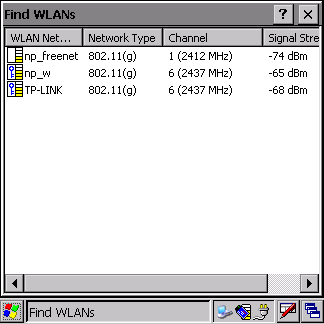 Find WLANs ? ×
WLAN Net... Network Type Channel Signal Stre
np_freenet 802.11(g) 1 (2412 MHz) -74 dBm
np_w 802.11(g) 6 (2437 MHz) -65 dBm
TP-LINK 802.11(g) 6 (2437 MHz) -68 dBm
Find WLANs